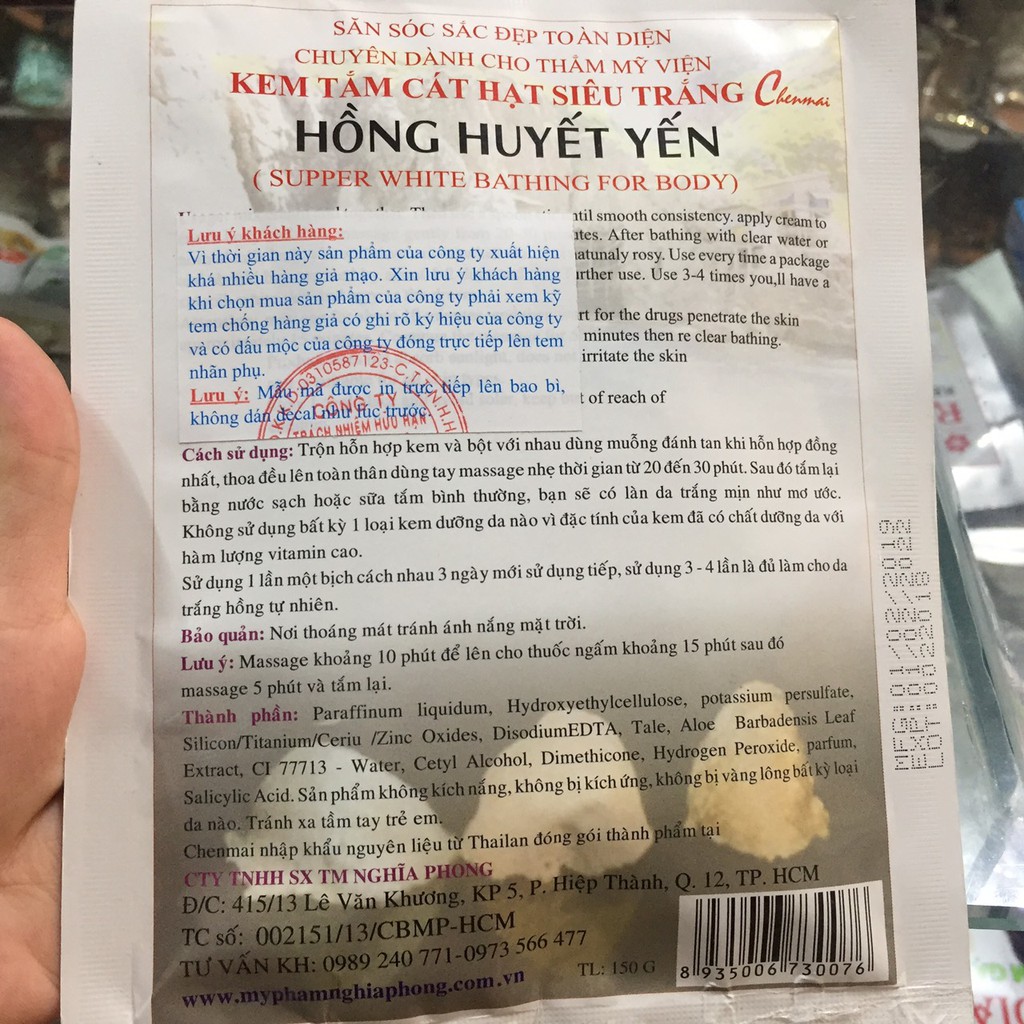 SĂN SÓC SẮC ĐẸP TOÀN DIỆN
CHUYÊN DÀNH CHO THẨM MỸ VIỆN
KEM TẮM CÁT HẠT SIÊU TRẮNG Chenmai
HỒNG HUYẾT YẾN
( SUPPER WHITE BATHING FOR BODY)
until smooth consistency. apply cream to
After bathing with clear water or
rosy. Use every time a package
further use. Use 3-4 times you,ll have a
for the drugs penetrate the skin
minutes then re clear bathing.
irritate the skin
of reach of
Lưu ý khách hàng:
Vì thời gian này sản phẩm của công ty xuất hiện
khá nhiều hàng giả mạo. Xin lưu ý khách hàng
khi chọn mua sản phẩm của công ty phải xem kỹ
tem chống hàng giả có ghi rõ ký hiệu của công ty
và có dấu mộc của công ty đóng trực tiếp lên tem
nhãn phụ.
Lưu ý: Mẫu mã được in trực tiếp lên bao bì,
không dán decal như lúc trước.
0310587123-C.T.T.N.H.H
CÔNG TY
TRÁCH NHIỆM HỮU HẠN
Cách sử dụng: Trộn hỗn hợp kem và bột với nhau dùng muỗng đánh tan khi hỗn hợp đồng
nhất, thoa đều lên toàn thân dùng tay massage nhẹ thời gian từ 20 đến 30 phút. Sau đó tắm lại
bằng nước sạch hoặc sữa tắm bình thường, bạn sẽ có làn da trắng mịn như mơ ước.
Không sử dụng bất kỳ 1 loại kem dưỡng da nào vì đặc tính của kem đã có chất dưỡng da với
hàm lượng vitamin cao.
Sử dụng 1 lần một bịch cách nhau 3 ngày mới sử dụng tiếp, sử dụng 3 - 4 lần là đủ làm cho da
trắng hồng tự nhiên.
Bảo quản: Nơi thoáng mát tránh ánh nắng mặt trời.
Lưu ý: Massage khoảng 10 phút để lên cho thuốc ngấm khoảng 15 phút sau đó
massage 5 phút và tắm lại.
Thành phần: Paraffinum liquidum, Hydroxyethylcellulose, potassium persulfate,
Silicon/Titanium/Ceriu /Zinc Oxides, DisodiumEDTA, Tale, Aloe Barbadensis Leaf
Extract, CI 77713 - Water, Cetyl Alcohol, Dimethicone, Hydrogen Peroxide, parfum,
Salicylic Acid. Sản phẩm không kích nắng, không bị kích ứng, không bị vàng lông bất kỳ loại
da nào. Tránh xa tầm tay trẻ em.
Chenmai nhập khẩu nguyên liệu từ Thailan đóng gói thành phẩm tại
CTY TNHH SX TM NGHĨA PHONG
Đ/C: 415/13 Lê Văn Khương, KP 5, P. Hiệp Thành, Q. 12, TP. HCM
TC số: 002151/13/CBMP-HCM
TƯ VẤN KH: 0989 240 771-0973 566 477
TL: 150 G
www.myphamnghiaphong.com.vn
8 935006 730076
MFG:01/02/2019
EXP:01/02/2022